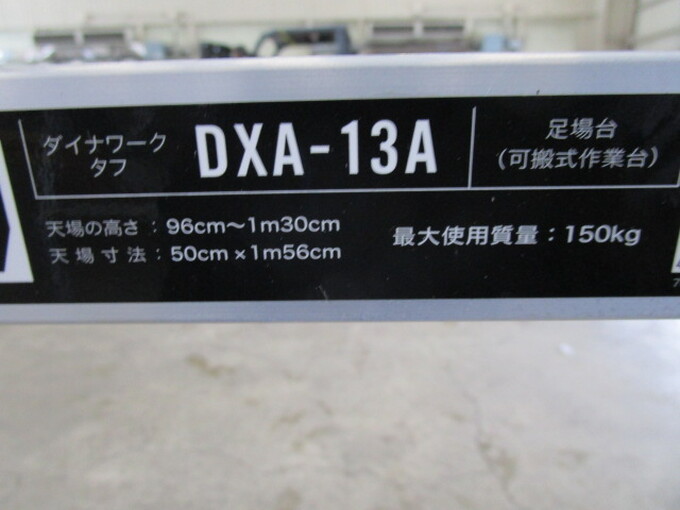 ダイナワーク
タフ
DXA-13A
足場台
（可搬式作業台）
天場の高さ：96cm～1m30cm
天場寸法：50cm×1m56cm
最大使用質量：150kg